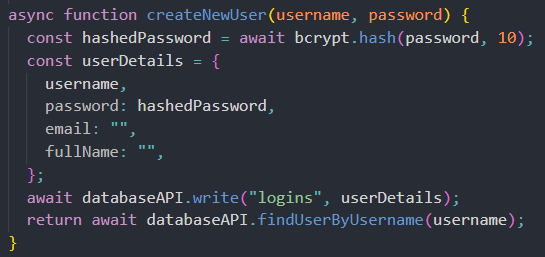 async function createNewUser(username, password) {
  const hashedPassword = await bcrypt.hash(password, 10);
  const userDetails = {
    username,
    password: hashedPassword,
    email: "",
    fullName: "",
  };
  await databaseAPI.write("logins", userDetails);
  return await databaseAPI.findUserByUsername(username);
}